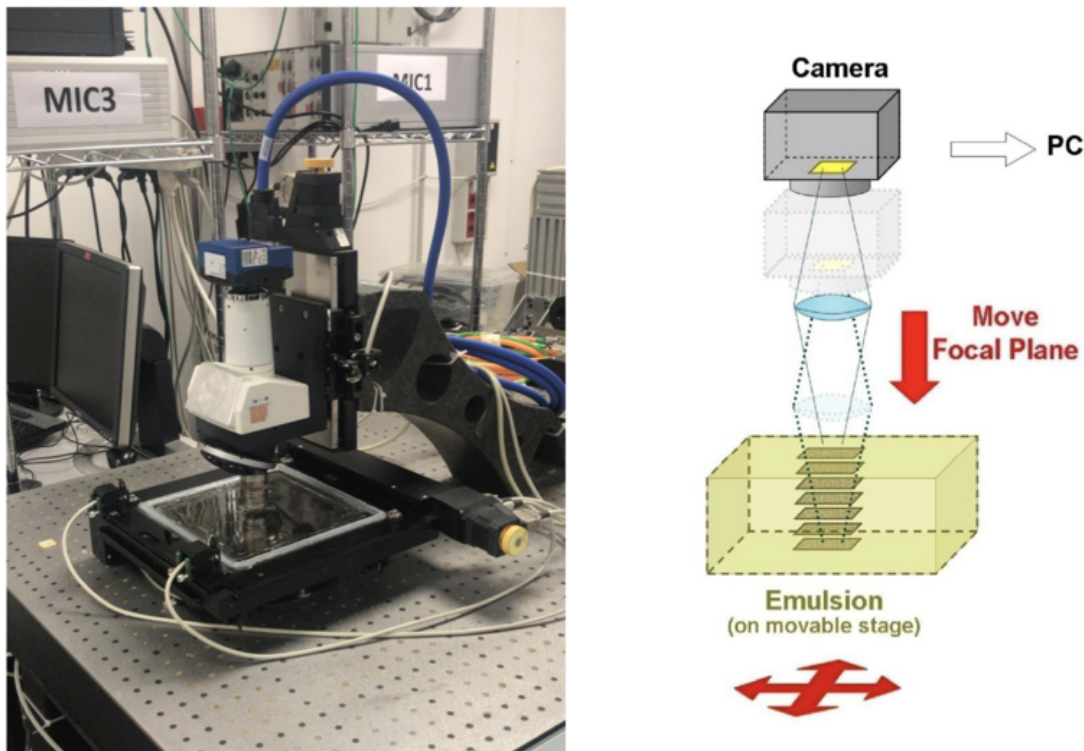 MIC3
MIC1
Camera
PC
Move
Focal Plane
Emulsion
(on movable stage)